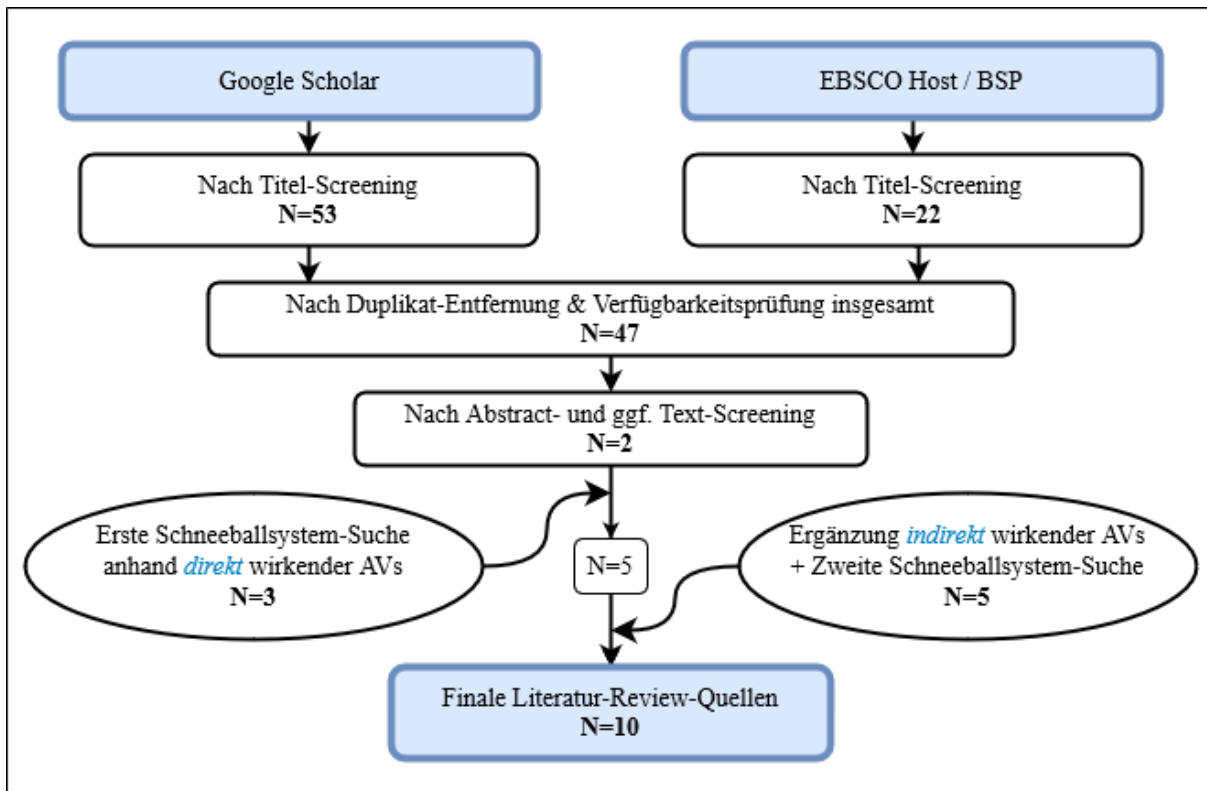 Google Scholar
EBSCO Host / BSP
Nach Titel-Screening
N=53
Nach Titel-Screening
N=22
Nach Duplikat-Entfernung & Verfügbarkeitsprüfung insgesamt
N=47
Nach Abstract- und ggf. Text-Screening
N=2
Erste Schneeballsystem-Suche
anhand direkt wirkender AVs
N=3
N=5
Ergänzung indirekt wirkender AVs
+ Zweite Schneeballsystem-Suche
N=5
Finale Literatur-Review-Quellen
N=10